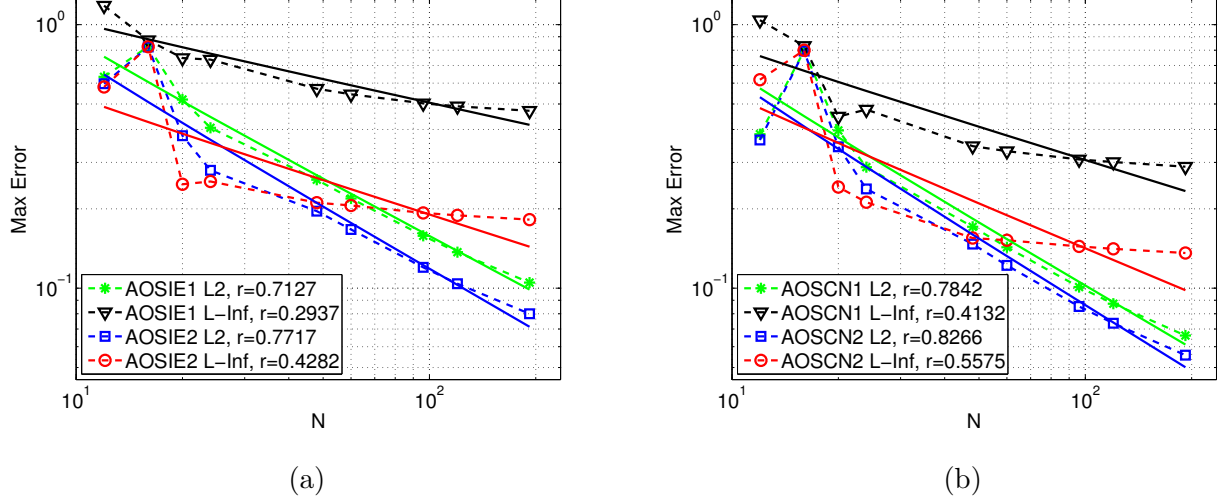 10^0
10^-1
10^1
10^2
Max Error
N
AOSIE1 L2, r=0.7127
AOSIE1 L-Inf, r=0.2937
AOSIE2 L2, r=0.7717
AOSIE2 L-Inf, r=0.4282
(a)
10^0
10^-1
10^1
10^2
Max Error
N
AOSCN1 L2, r=0.7842
AOSCN1 L-Inf, r=0.4132
AOSCN2 L2, r=0.8266
AOSCN2 L-Inf, r=0.5575
(b)